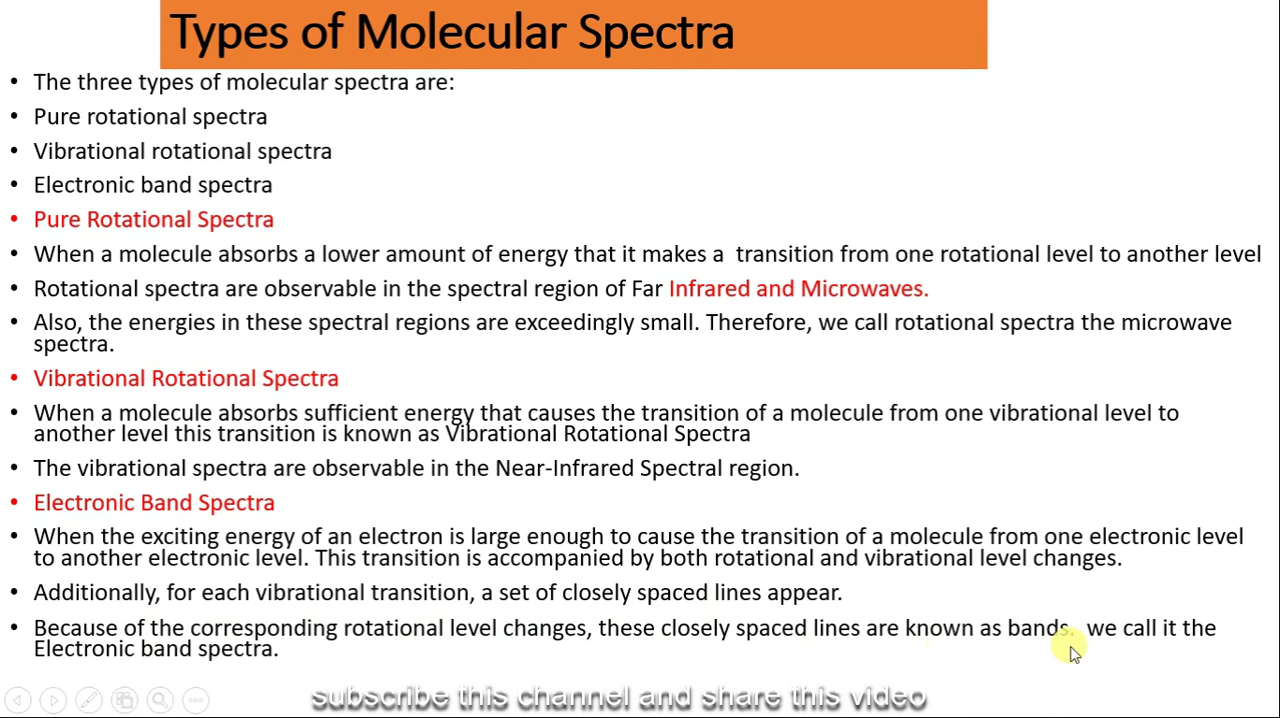 Types of Molecular Spectra
• The three types of molecular spectra are:
• Pure rotational spectra
• Vibrational rotational spectra
• Electronic band spectra
• Pure Rotational Spectra
• When a molecule absorbs a lower amount of energy that it makes a  transition from one rotational level to another level
• Rotational spectra are observable in the spectral region of Far Infrared and Microwaves.
• Also, the energies in these spectral regions are exceedingly small. Therefore, we call rotational spectra the microwave
spectra.
• Vibrational Rotational Spectra
• When a molecule absorbs sufficient energy that causes the transition of a molecule from one vibrational level to
another level this transition is known as Vibrational Rotational Spectra
• The vibrational spectra are observable in the Near-Infrared Spectral region.
• Electronic Band Spectra
• When the exciting energy of an electron is large enough to cause the transition of a molecule from one electronic level
to another electronic level. This transition is accompanied by both rotational and vibrational level changes.
• Additionally, for each vibrational transition, a set of closely spaced lines appear.
• Because of the corresponding rotational level changes, these closely spaced lines are known as bands.  we call it the
Electronic band spectra.
subscribe this channel and share this video